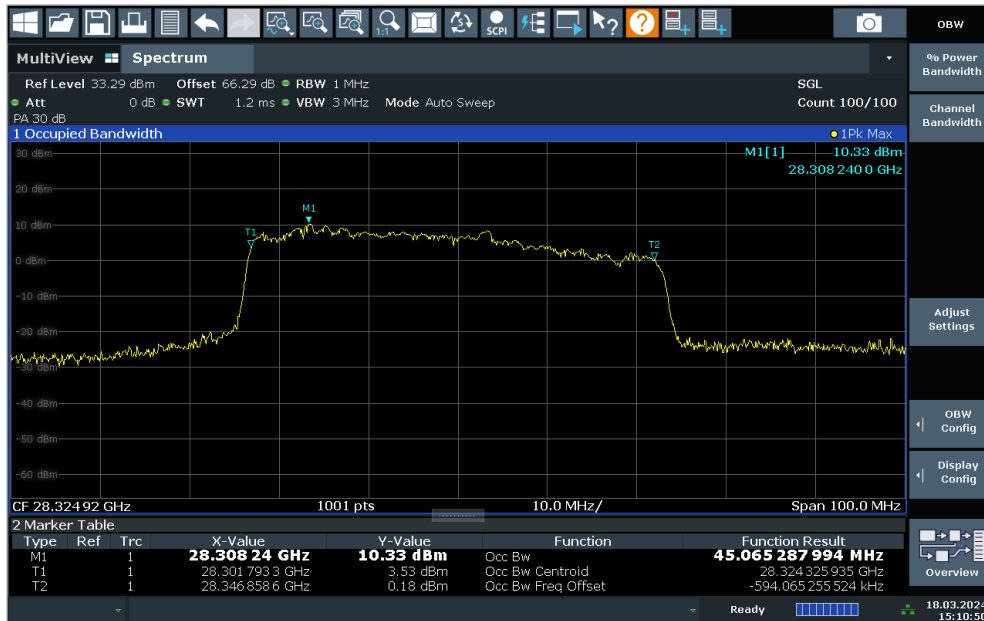 1:1
S
SCPI
?
?
OBW
MultiView Spectrum
% Power
Bandwidth
Ref Level 33.29 dBm Offset 66.29 dB RBW 1 MHz SGL
Att 0 dB SWT 1.2 ms VBW 3 MHz Mode Auto Sweep Count 100/100
PA 30 dB
Channel
Bandwidth
1 Occupied Bandwidth 1Pk Max
30 dBm
M1[1] 10.33 dBm
28.308 240 0 GHz
20 dBm
M1
10 dBm
T1
T2
0 dBm
-10 dBm
-20 dBm
-30 dBm
-40 dBm
-50 dBm
-60 dBm
Adjust
Settings
OBW
Config
Display
Config
CF 28.32492 GHz 1001 pts 10.0 MHz/ Span 100.0 MHz
2 Marker Table
Type Ref Trc X-Value Y-Value Function Function Result
M1 1 28.308 24 GHz 10.33 dBm Occ Bw 45.065 287 994 MHz
T1 1 28.301 793 3 GHz 3.53 dBm Occ Bw Centroid 28.324 325 935 GHz
T2 1 28.346 858 6 GHz 0.18 dBm Occ Bw Freq Offset -594.065 255 524 kHz
Overview
Ready
18.03.2024
15:10:50